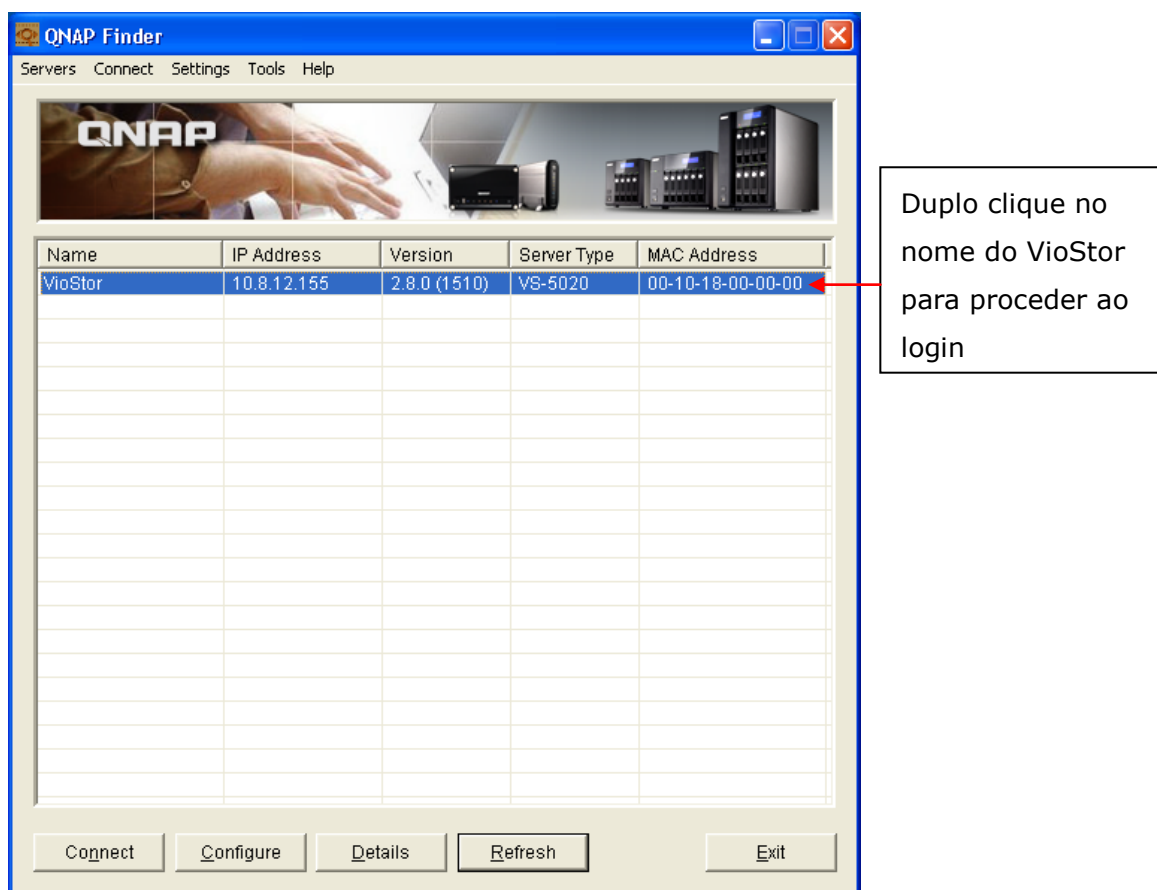 QNAP Finder
Servers Connect Settings Tools Help
QNAP
Name IP Address Version Server Type MAC Address
VioStor 10.8.12.155 2.8.0 (1510) VS-5020 00-10-18-00-00-00
Duplo clique no
nome do VioStor
para proceder ao
login
Connect Configure Details Refresh Exit